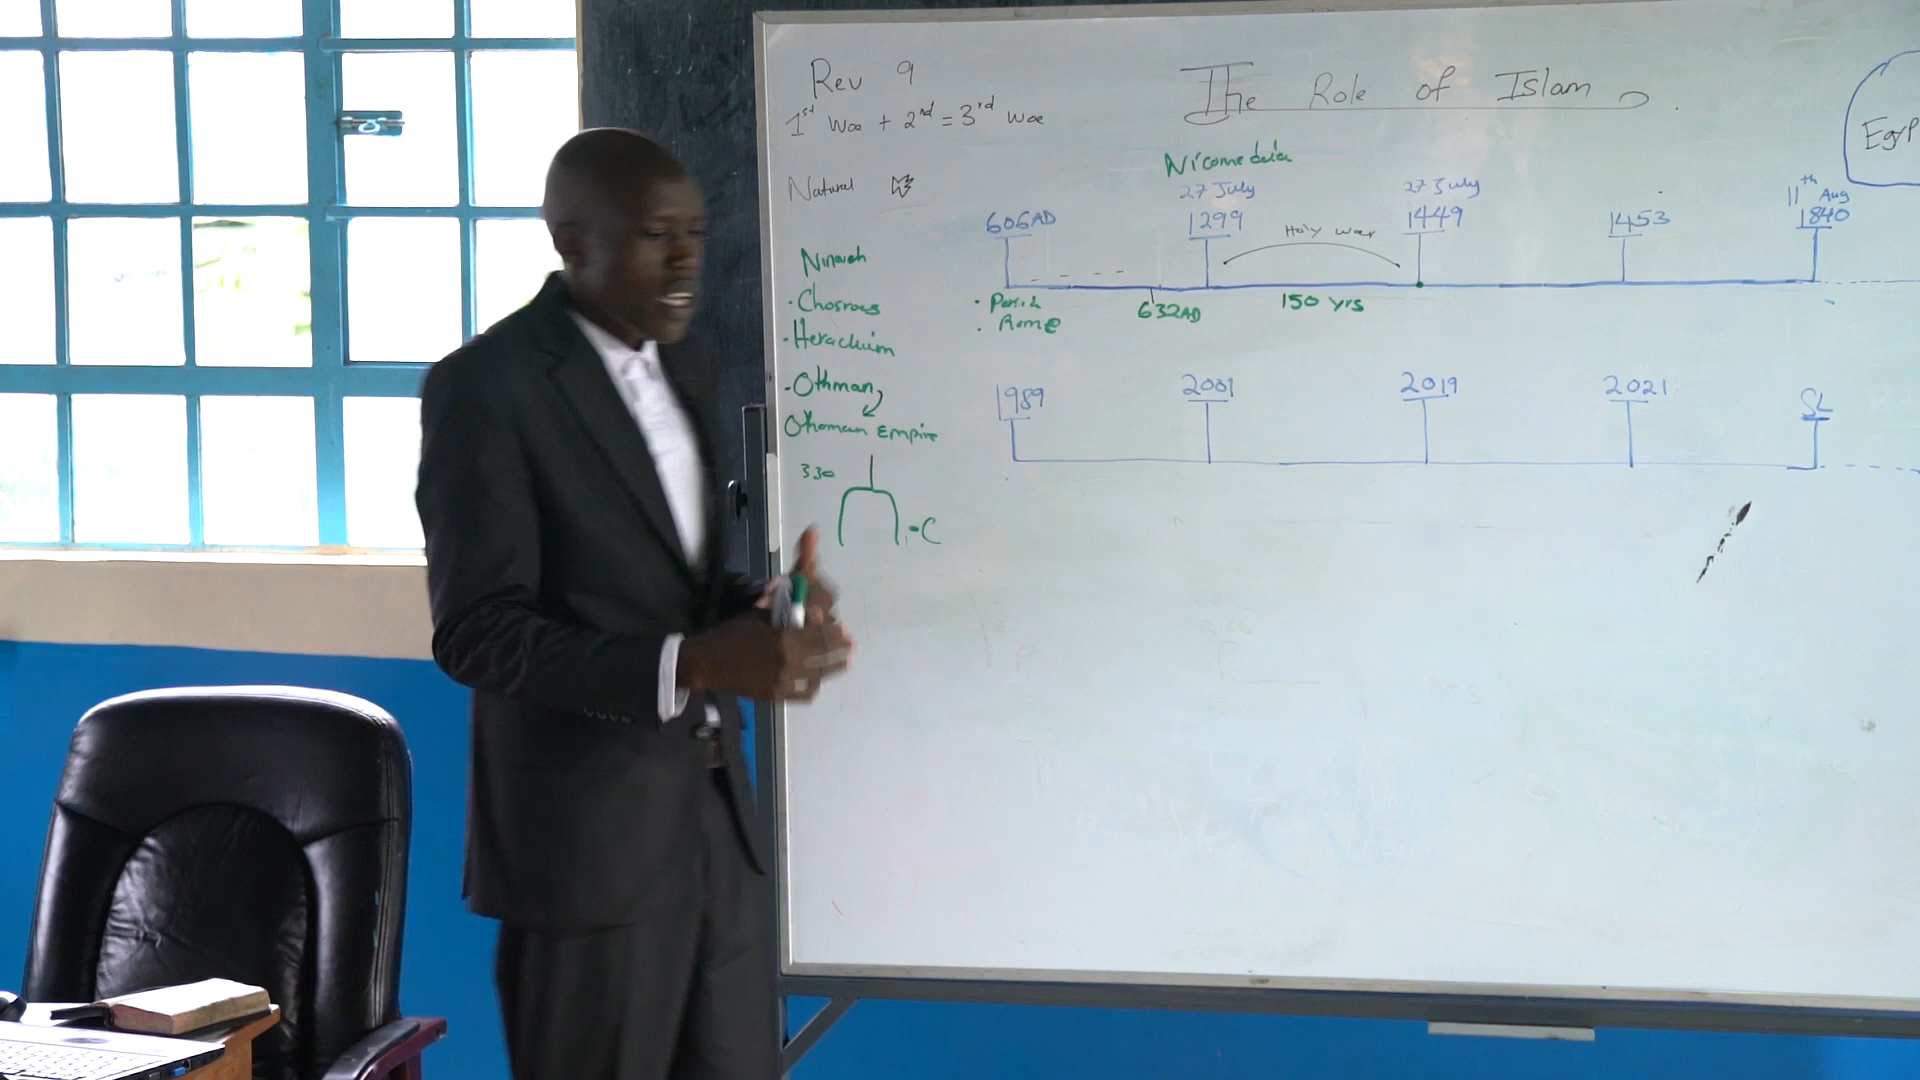 Rev 9
The Role of Islam
1st Woe + 2nd = 3rd woe
Egyp
Natural
Nicomedia
27 July
27 July
11th Aug
606AD
1299
Holy war
1449
1453
1840
Nineveh
• Chosroes
• Persia
• Rome
632AD
150 yrs
• Heraclium
• Othman,
Othoman Empire
1989
2001
2019
2021
SL
330
• C